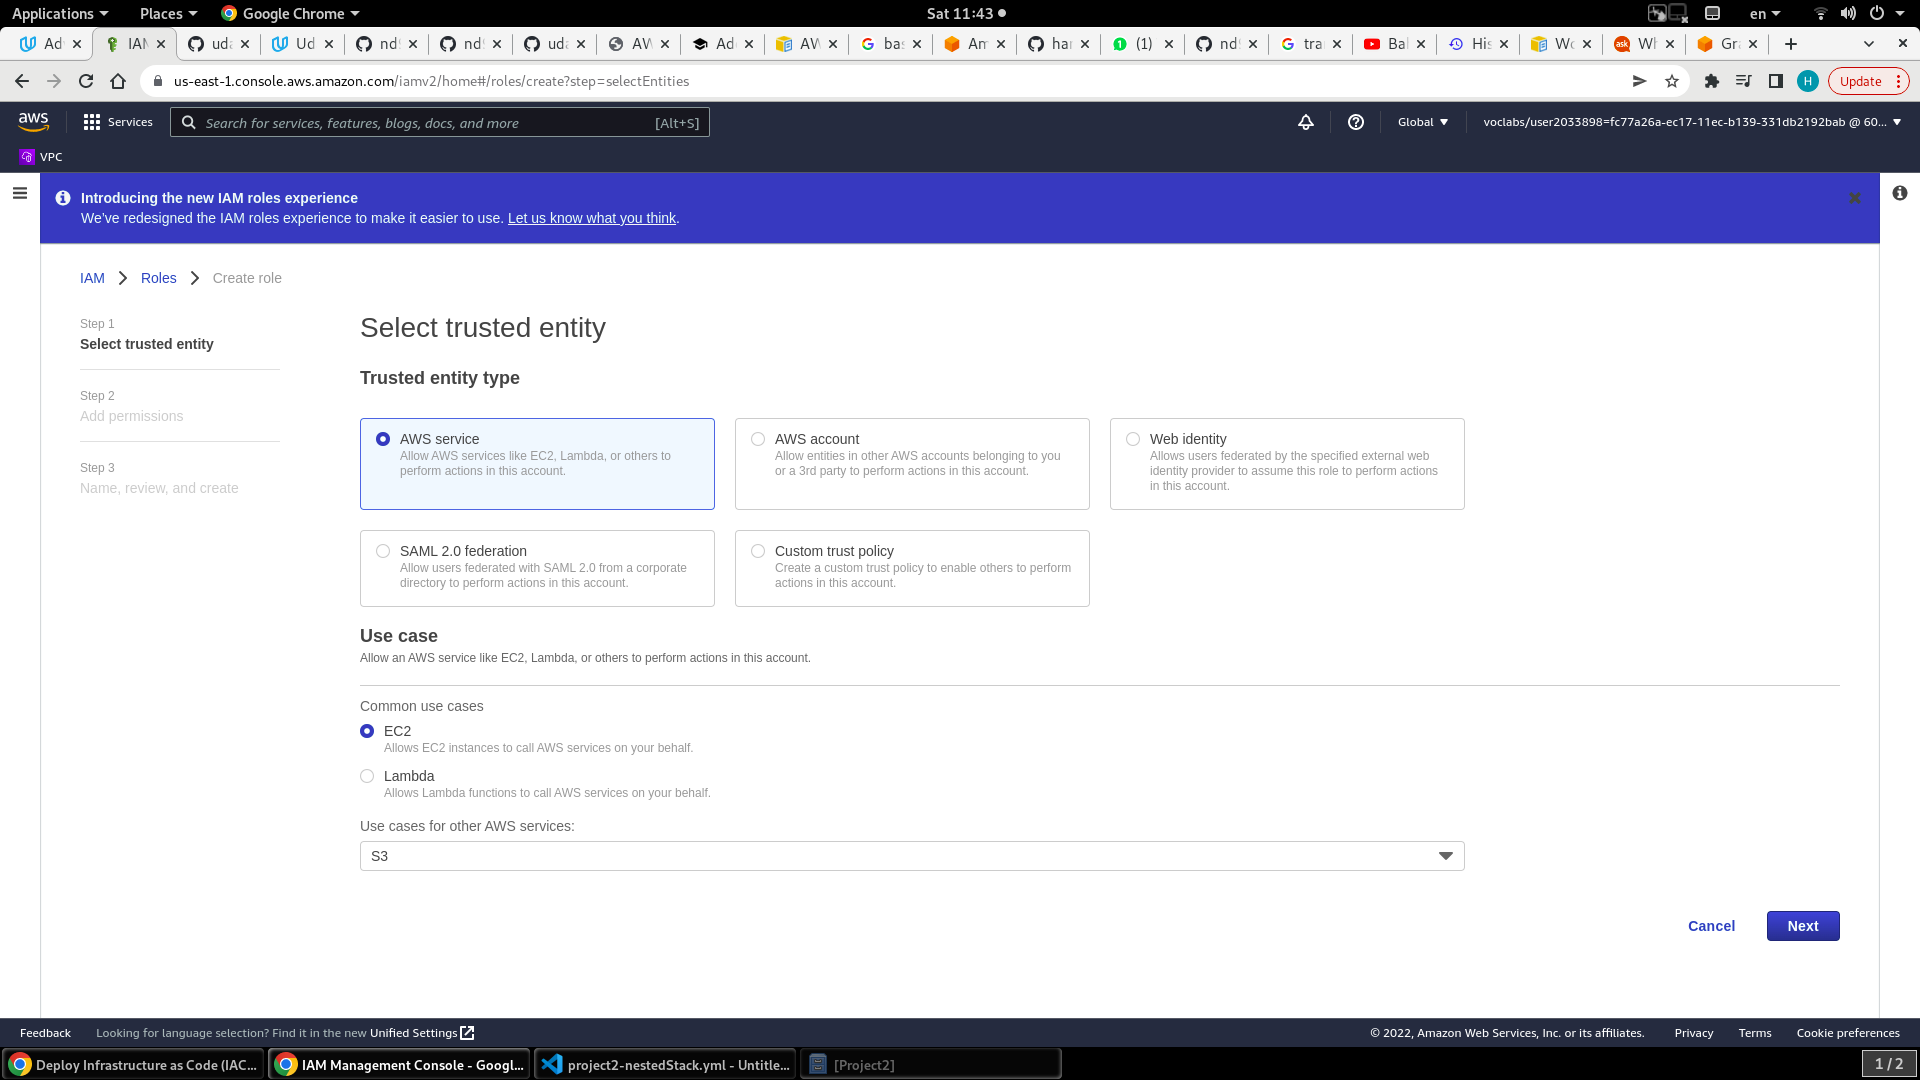 Applications Places Google Chrome Sat 11:43 en
Ad IAM uda Ud nd9 nd9 uda AW Ad AW bas Am har (1) nd9 tra Bal His Wo Wh Gra
us-east-1.console.aws.amazon.com/iamv2/home#/roles/create?step=selectEntities H Update
aws Services Search for services, features, blogs, docs, and more [Alt+S] Global voclabs/user2033898=fc77a26a-ec17-11ec-b139-331db2192bab @ 60...
VPC
Introducing the new IAM roles experience
We've redesigned the IAM roles experience to make it easier to use. Let us know what you think.
IAM Roles Create role
Step 1
Select trusted entity
Step 2
Add permissions
Step 3
Name, review, and create
Select trusted entity
Trusted entity type
AWS service
Allow AWS services like EC2, Lambda, or others to
perform actions in this account.
AWS account
Allow entities in other AWS accounts belonging to you
or a 3rd party to perform actions in this account.
Web identity
Allows users federated by the specified external web
identity provider to assume this role to perform actions
in this account.
SAML 2.0 federation
Allow users federated with SAML 2.0 from a corporate
directory to perform actions in this account.
Custom trust policy
Create a custom trust policy to enable others to perform
actions in this account.
Use case
Allow an AWS service like EC2, Lambda, or others to perform actions in this account.
Common use cases
EC2
Allows EC2 instances to call AWS services on your behalf.
Lambda
Allows Lambda functions to call AWS services on your behalf.
Use cases for other AWS services:
S3
Cancel Next
Feedback Looking for language selection? Find it in the new Unified Settings © 2022, Amazon Web Services, Inc. or its affiliates. Privacy Terms Cookie preferences
Deploy Infrastructure as Code (IAC... IAM Management Console - Googl... project2-nestedStack.yml - Untitle... [Project2] 1 / 2